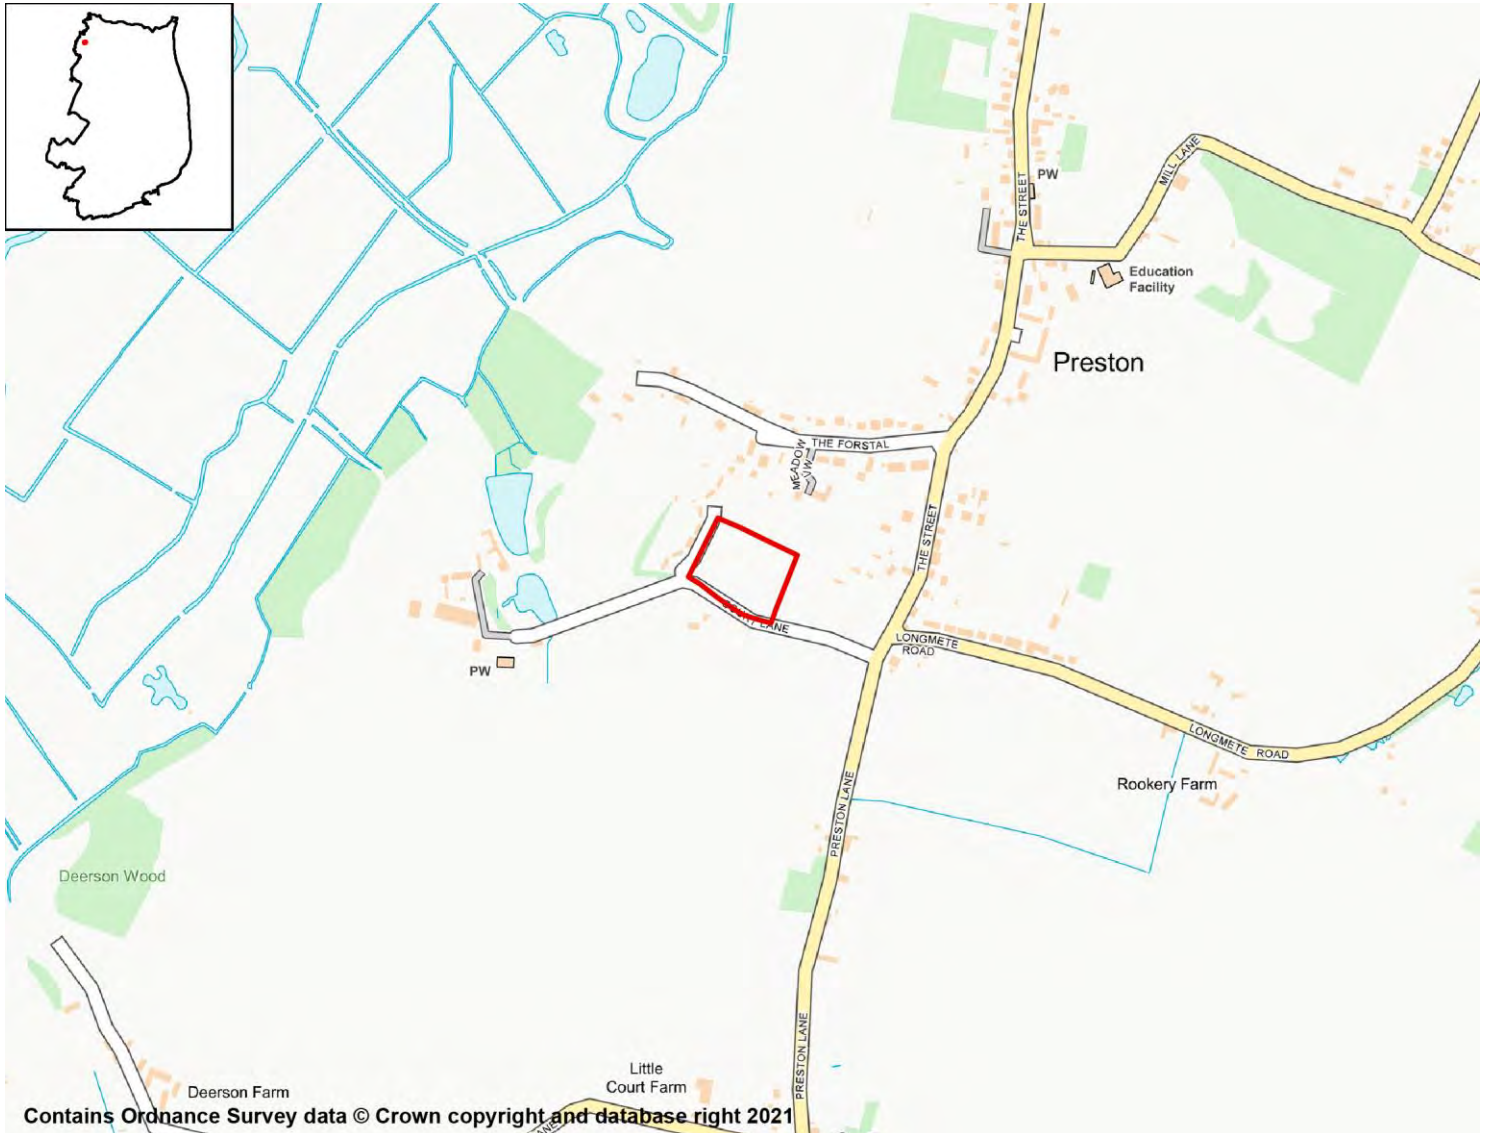 MILL LANE
PW
THE STREET
Education
Facility
Preston
THE FORSTAL
MEADOW
THE STREET
LANE
LONGMETE
ROAD
PW
LONGMETE ROAD
Rookery Farm
PRESTON LANE
Deerson Wood
PRESTON LANE
Little
Court Farm
Deerson Farm
LANE
Contains Ordnance Survey data © Crown copyright and database right 2021